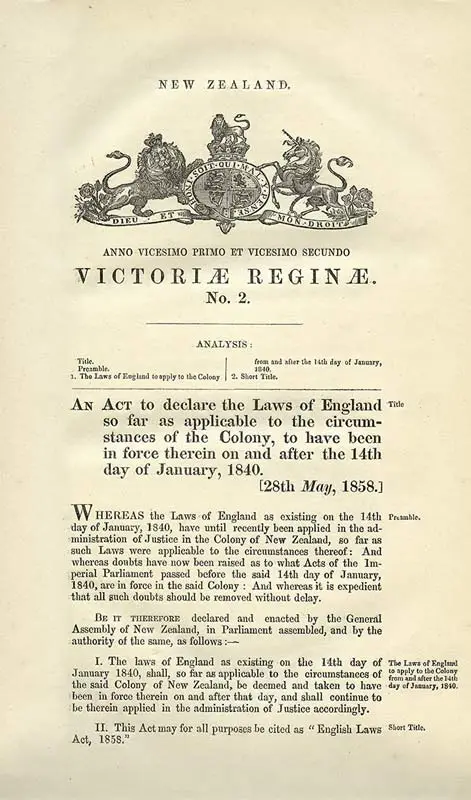 NEW ZEALAND.
HONI·SOIT·QUI·MAL·Y·PENSE
DIEU ET MON·DROIT
ANNO VICESIMO PRIMO ET VICESIMO SECUNDO
VICTORIÆ REGINÆ.
No. 2.
ANALYSIS:
Title.
Preamble.
1. The Laws of England to apply to the Colony
from and after the 14th day of January,
1840.
2. Short Title.
AN ACT to declare the Laws of England
so far as applicable to the circum-
stances of the Colony, to have been
in force therein on and after the 14th
day of January, 1840.
[28th May, 1858.]
Title
WHEREAS the Laws of England as existing on the 14th
day of January, 1840, have until recently been applied in the ad-
ministration of Justice in the Colony of New Zealand, so far as
such Laws were applicable to the circumstances thereof: And
whereas doubts have now been raised as to what Acts of the Im-
perial Parliament passed before the said 14th day of January,
1840, are in force in the said Colony: And whereas it is expedient
that all such doubts should be removed without delay.
Preamble.
BE IT THEREFORE declared and enacted by the General
Assembly of New Zealand, in Parliament assembled, and by the
authority of the same, as follows:—
I. The laws of England as existing on the 14th day of
January 1840, shall, so far as applicable to the circumstances of
the said Colony of New Zealand, be deemed and taken to have
been in force therein on and after that day, and shall continue to
be therein applied in the administration of Justice accordingly.
The Laws of England
to apply to the Colony
from and after the 14th
day of January, 1840.
II. This Act may for all purposes be cited as "English Laws
Act, 1858."
Short Title.